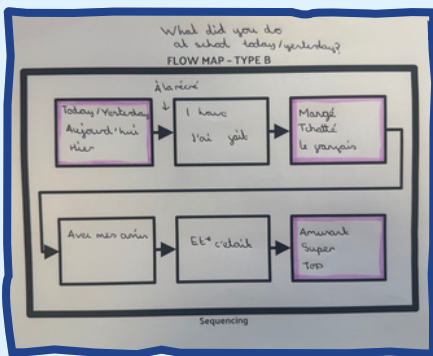 What did you do
at school today/yesterday?
FLOW MAP - TYPE B
À la récré
Today/Yesterday
Aujourd'hui
Hier
I have
J'ai fait
Mangé
Tchatté
le français
Avec mes amis
Et c'était
Amusant
Super
Top
Sequencing